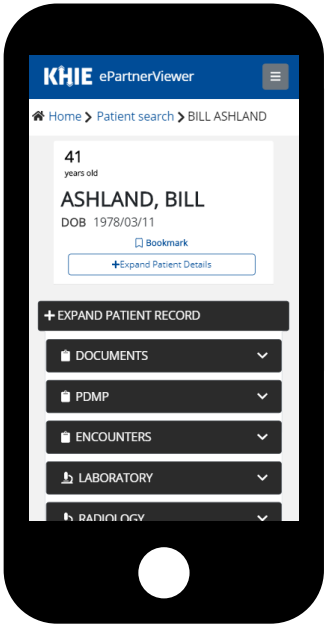 KHIE ePartnerViewer
Home Patient search BILL ASHLAND
41
years old
ASHLAND, BILL
DOB 1978/03/11
Bookmark
+Expand Patient Details
+ EXPAND PATIENT RECORD
DOCUMENTS
PDMP
ENCOUNTERS
LABORATORY
RADIOLOGY